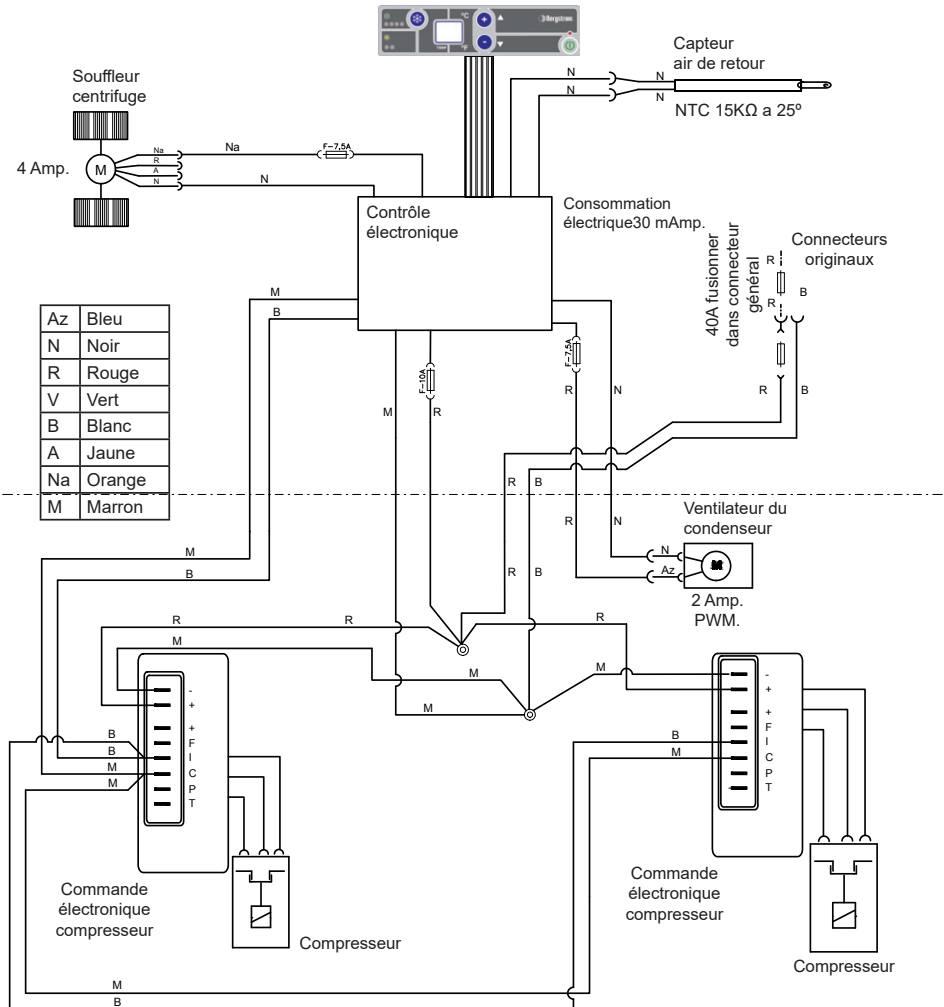 °C
Bergstrom
TEMP
°F
Capteur
air de retour
N
N
N
N
NTC 15KΩ a 25º
Souffleur
centrifuge
4 Amp.
M
Na
R
A
N
Na
F-7,5A
N
Contrôle
électronique
Consommation
électrique30 mAmp.
40A fusionner
dans connecteur
général
Connecteurs
originaux
R
R
B
R
B
M
B
F-10A
F-7,5A
M
R
R
N
Az Bleu
N Noir
R Rouge
V Vert
B Blanc
A Jaune
Na Orange
M Marron
R
B
R
N
R
B
Ventilateur du
condenseur
N
Az
M
2 Amp.
PWM.
M
B
R
R
M
R
M
M
M
-
+
+
F
I
C
P
T
B
B
M
M
-
+
+
F
I
C
P
T
B
M
Commande
électronique
compresseur
Compresseur
Commande
électronique
compresseur
Compresseur
M
B